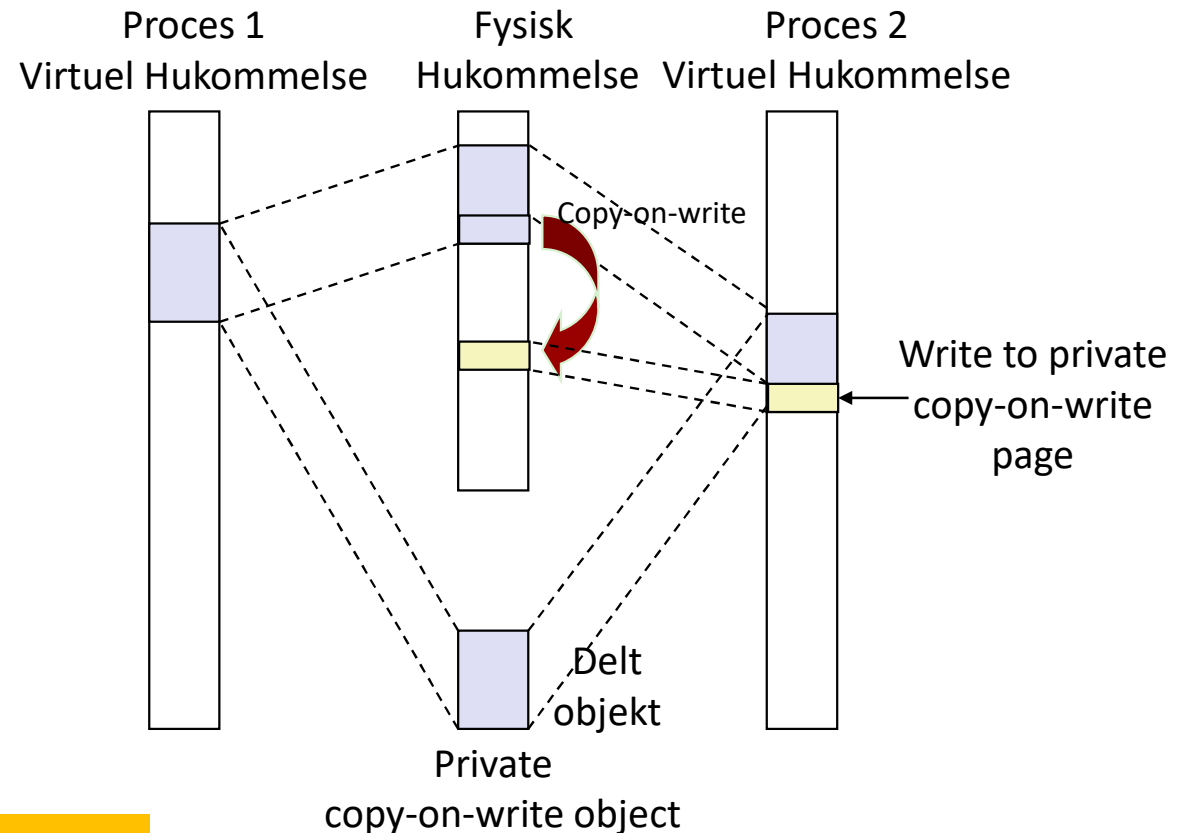 Proces 1
Virtuel Hukommelse
Fysisk
Hukommelse
Proces 2
Virtuel Hukommelse
Copy-on-write
Write to private
copy-on-write
page
Delt
objekt
Private
copy-on-write object